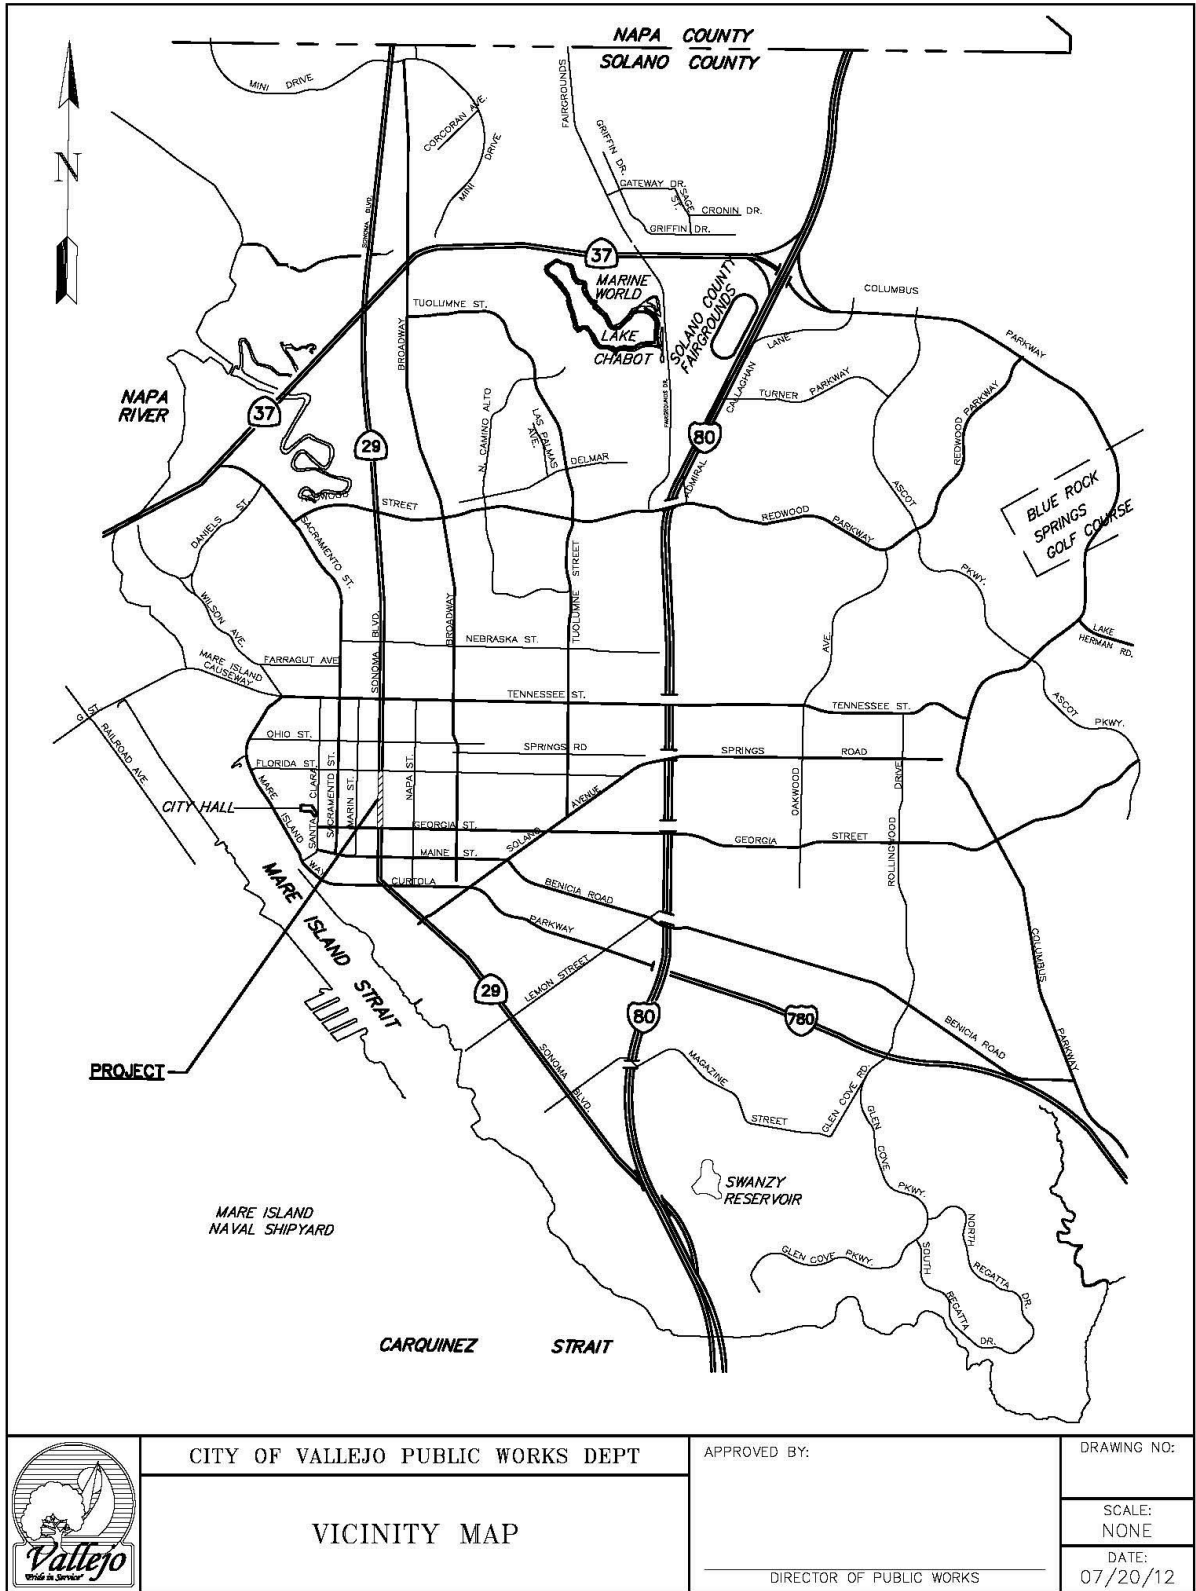 NAPA COUNTY
SOLANO COUNTY
N
MINI DRIVE
CORCORAN AVE.
MINI DRIVE
FAIRGROUNDS
GRIFFIN DR.
GATEWAY DR.
SAGE ST.
CRONIN DR.
GRIFFIN DR.
SONOMA BLVD.
37
MARINE WORLD
LAKE CHABOT
SOLANO COUNTY FAIRGROUNDS
COLUMBUS
PARKWAY
TUOLUMNE ST.
BROADWAY
LANE
CALLAGHAN
ADMIRAL
TURNER PARKWAY
REDWOOD PARKWAY
FAIRGROUNDS DR.
NAPA RIVER
37
29
80
N. CAMINO ALTO
LAS PALMAS AVE.
DELMAR
ASCOT
PKWY.
BLUE ROCK SPRINGS GOLF COURSE
REDWOOD STREET
REDWOOD PARKWAY
DANIELS ST.
SACRAMENTO ST.
WILSON AVE.
TUOLUMNE STREET
BROADWAY
SONOMA BLVD.
NEBRASKA ST.
AVE.
LAKE HERMAN RD.
MARE ISLAND CAUSEWAY
FARRAGUT AVE
TENNESSEE ST.
TENNESSEE ST.
ASCOT PKWY.
G ST.
RAILROAD AVE.
OHIO ST.
SPRINGS RD
SPRINGS ROAD
FLORIDA ST.
CITY HALL
MARE ISLAND WAY
SANTA CLARA
SACRAMENTO ST.
MARIN ST.
NAPA ST.
SOLANO AVENUE
OAKWOOD
ROLLINGWOOD DRIVE
GEORGIA ST.
GEORGIA STREET
MAINE ST.
CURTOLA PARKWAY
BENICIA ROAD
MARE ISLAND STRAIT
LEMON STREET
COLUMBUS PARKWAY
29
80
780
BENICIA ROAD
PROJECT
SONOMA BLVD.
MAGAZINE STREET
GLEN COVE RD.
GLEN COVE PKWY.
SWANZY RESERVOIR
MARE ISLAND
NAVAL SHIPYARD
GLEN COVE PKWY.
NORTH REGATTA DR.
SOUTH REGATTA DR.
CARQUINEZ STRAIT
Vallejo
"Pride in Service"
CITY OF VALLEJO PUBLIC WORKS DEPT
VICINITY MAP
APPROVED BY:
DIRECTOR OF PUBLIC WORKS
DRAWING NO:
SCALE:
NONE
DATE:
07/20/12